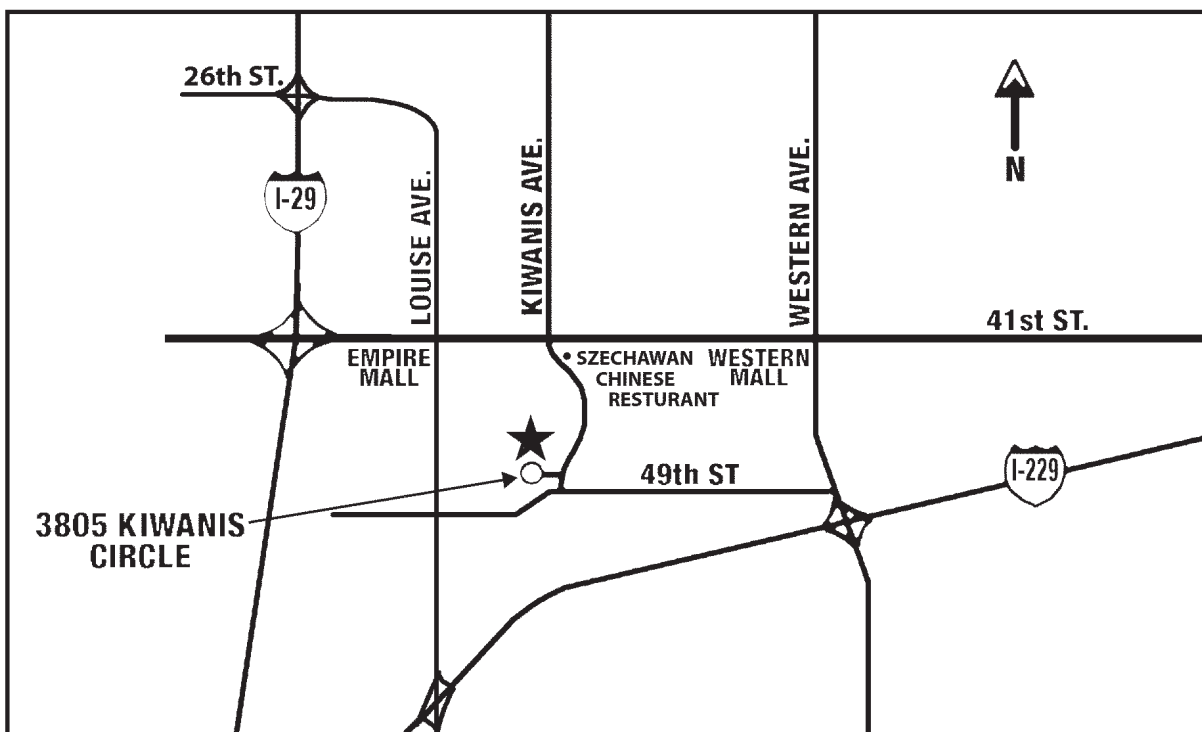 26th ST.
I-29
LOUISE AVE.
KIWANIS AVE.
WESTERN AVE.
N
41st ST.
EMPIRE
MALL
• SZECHAWAN
CHINESE
RESTURANT
WESTERN
MALL
49th ST
I-229
3805 KIWANIS
CIRCLE